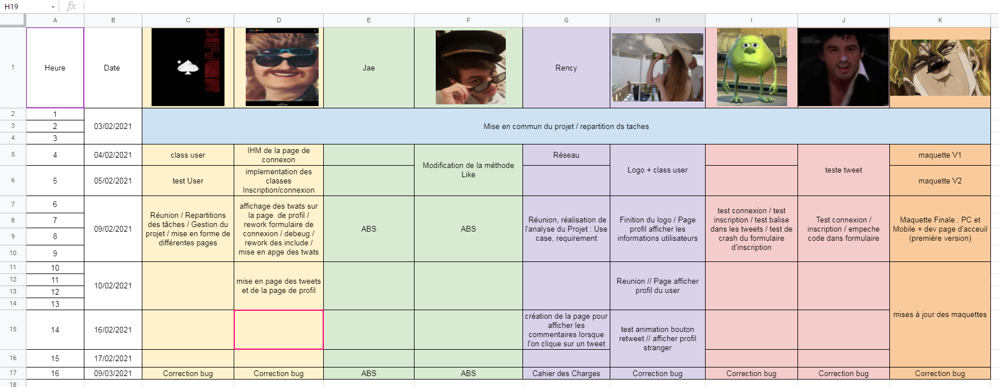 H19 fx
A B C D E F G H I J K
1 Heure Date Jae Rency
2 1
3 2 03/02/2021 Mise en commun du projet / repartition ds taches
4 3
5 4 04/02/2021 class user
IHM de la page de
connexon
Réseau
maquette V1
Modification de la méthode
Like
Logo + class user
teste tweet
6 5 05/02/2021 test User
implementation des
classes
Inscription/connexion
maquette V2
7 6
8 7
9 8
10 9
09/02/2021
Réunion / Repartitions
des tâches / Gestion du
projet / mise en forme de
différentes pages
affichage des twats sur
la page de profil /
rework formulaire de
connexion / debeug /
rework des include /
mise en apge des twats
ABS
ABS
Réunion, réalisation de
l'analyse du Projet : Use
case, requirement
Finition du logo / Page
profil afficher les
informations utilisateurs
test connexion / test
inscription / test balise
dans les tweets / test de
crash du formulaire
d'inscription
Test connexion /
inscription / empeche
code dans formulaire
Maquette Finale : PC et
Mobile + dev page d'acceuil
(première version)
11 10
12 11
13 12
14 13
10/02/2021
mise en page des tweets
et de la page de profil
Reunion // Page afficher
profil du user
mises à jour des maquettes
15 14 16/02/2021
création de la page pour
afficher les
commentaires lorsque
l'on clique sur un tweet
test animation bouton
retweet // afficher profil
stranger
16 15 17/02/2021
17 16 09/03/2021 Correction bug Correction bug ABS ABS Cahier des Charges Correction bug Correction bug Correction bug Correction bug
18